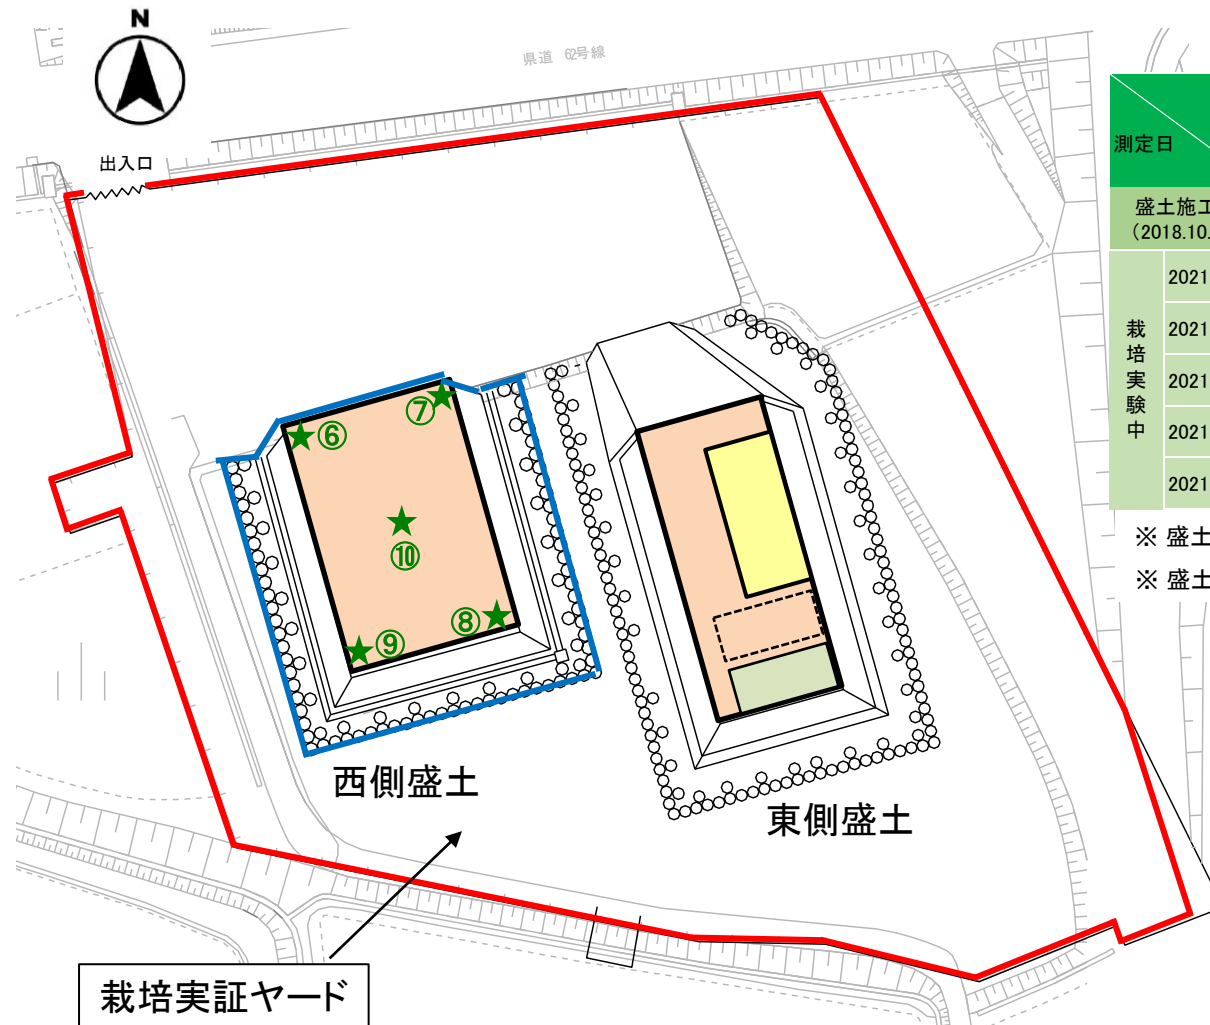 N
県道 62号線
出入口
測定日
盛土施工
(2018.10.
栽培実験中
2021
2021
2021
2021
2021
※ 盛土
※ 盛土
⑦
⑥
⑩
⑧
⑨
西側盛土
東側盛土
栽培実証ヤード